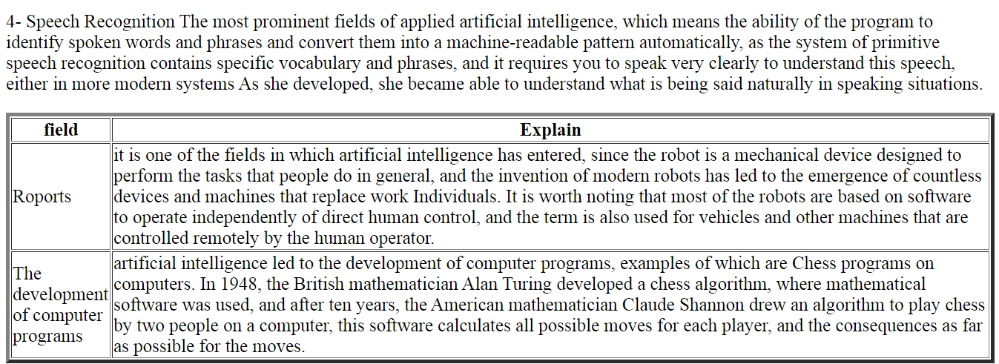 4- Speech Recognition The most prominent fields of applied artificial intelligence, which means the ability of the program to
identify spoken words and phrases and convert them into a machine-readable pattern automatically, as the system of primitive
speech recognition contains specific vocabulary and phrases, and it requires you to speak very clearly to understand this speech,
either in more modern systems As she developed, she became able to understand what is being said naturally in speaking situations.
field
Explain
Roports
it is one of the fields in which artificial intelligence has entered, since the robot is a mechanical device designed to
perform the tasks that people do in general, and the invention of modern robots has led to the emergence of countless
devices and machines that replace work Individuals. It is worth noting that most of the robots are based on software
to operate independently of direct human control, and the term is also used for vehicles and other machines that are
controlled remotely by the human operator.
The
development
of computer
programs
artificial intelligence led to the development of computer programs, examples of which are Chess programs on
computers. In 1948, the British mathematician Alan Turing developed a chess algorithm, where mathematical
software was used, and after ten years, the American mathematician Claude Shannon drew an algorithm to play chess
by two people on a computer, this software calculates all possible moves for each player, and the consequences as far
as possible for the moves.